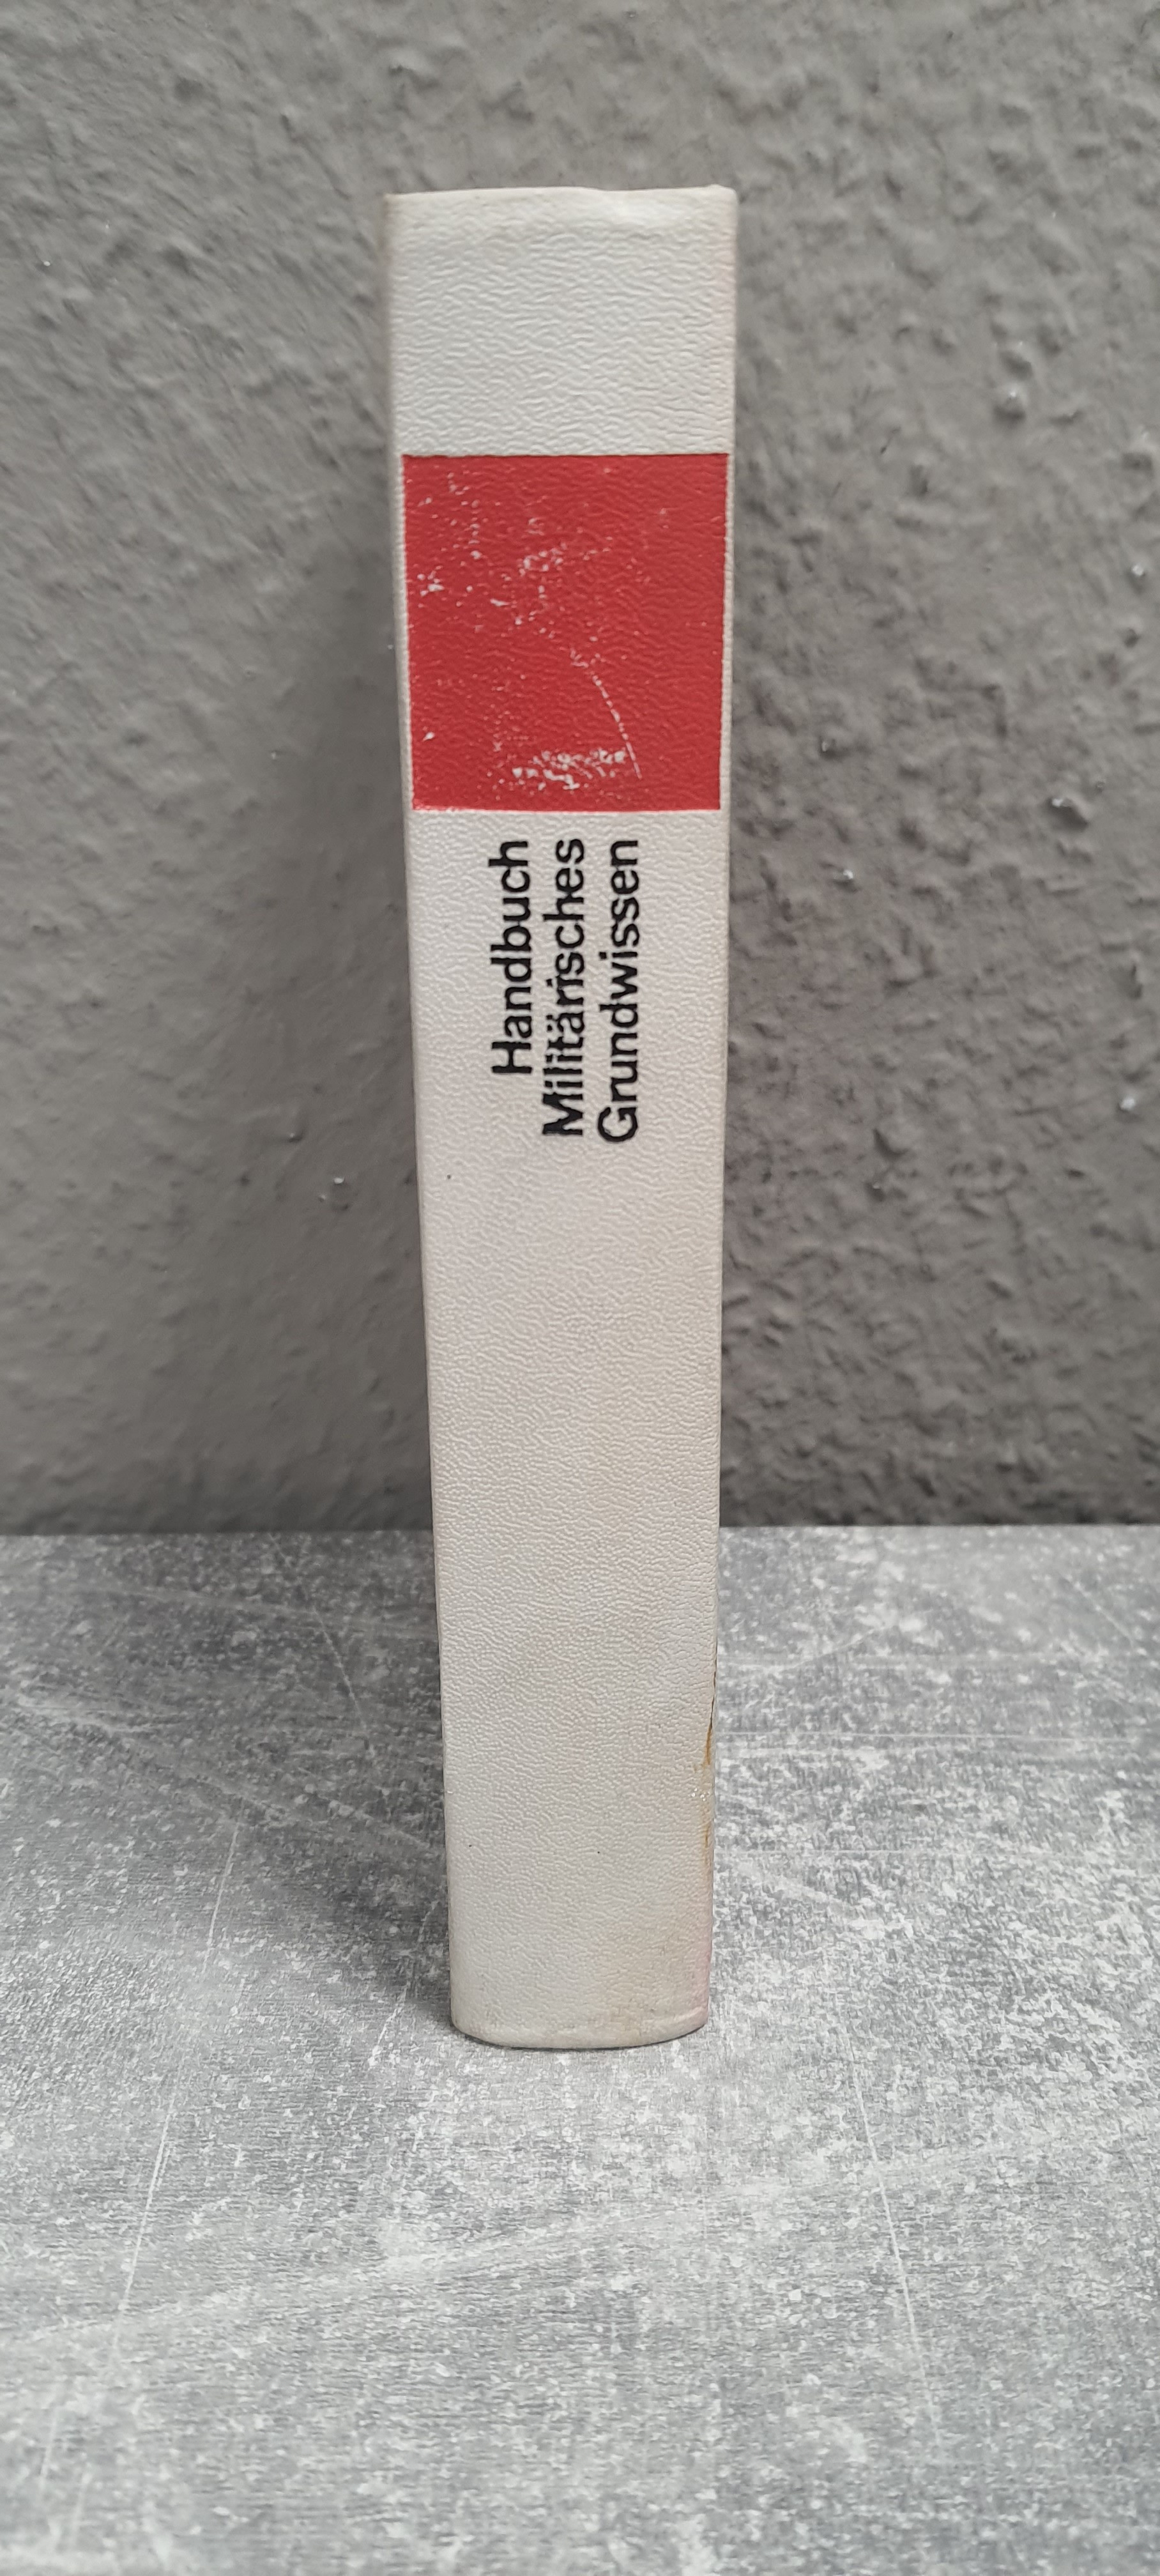 Handbuch
Militärisches
Grundwissen